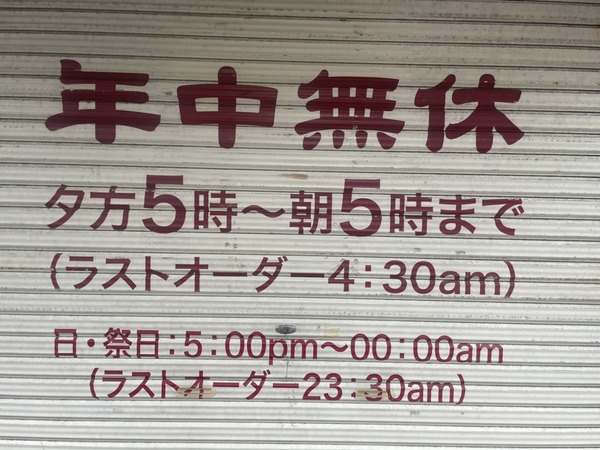 年中無休
夕方5時〜朝5時まで
(ラストオーダー4:30am)
日・祭日:5:00pm〜00:00am
(ラストオーダー23:30am)